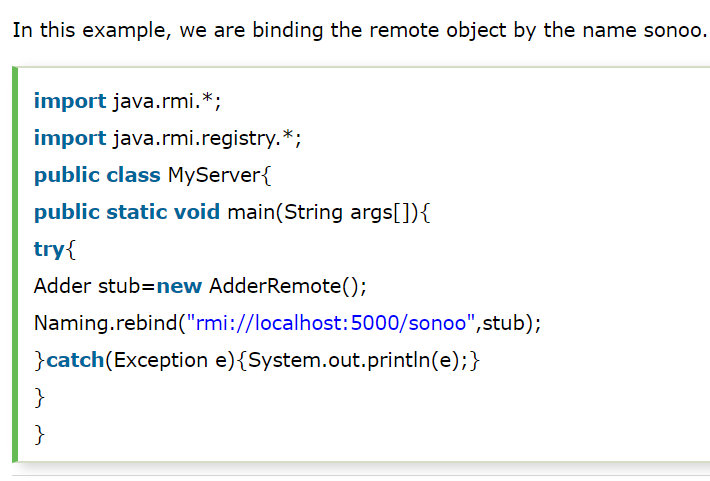 In this example, we are binding the remote object by the name sonoo.
import java.rmi.*;
import java.rmi.registry.*;
public class MyServer{
public static void main(String args[]){
try{
Adder stub=new AdderRemote();
Naming.rebind("rmi://localhost:5000/sonoo",stub);
}catch(Exception e){System.out.println(e);}
}
}